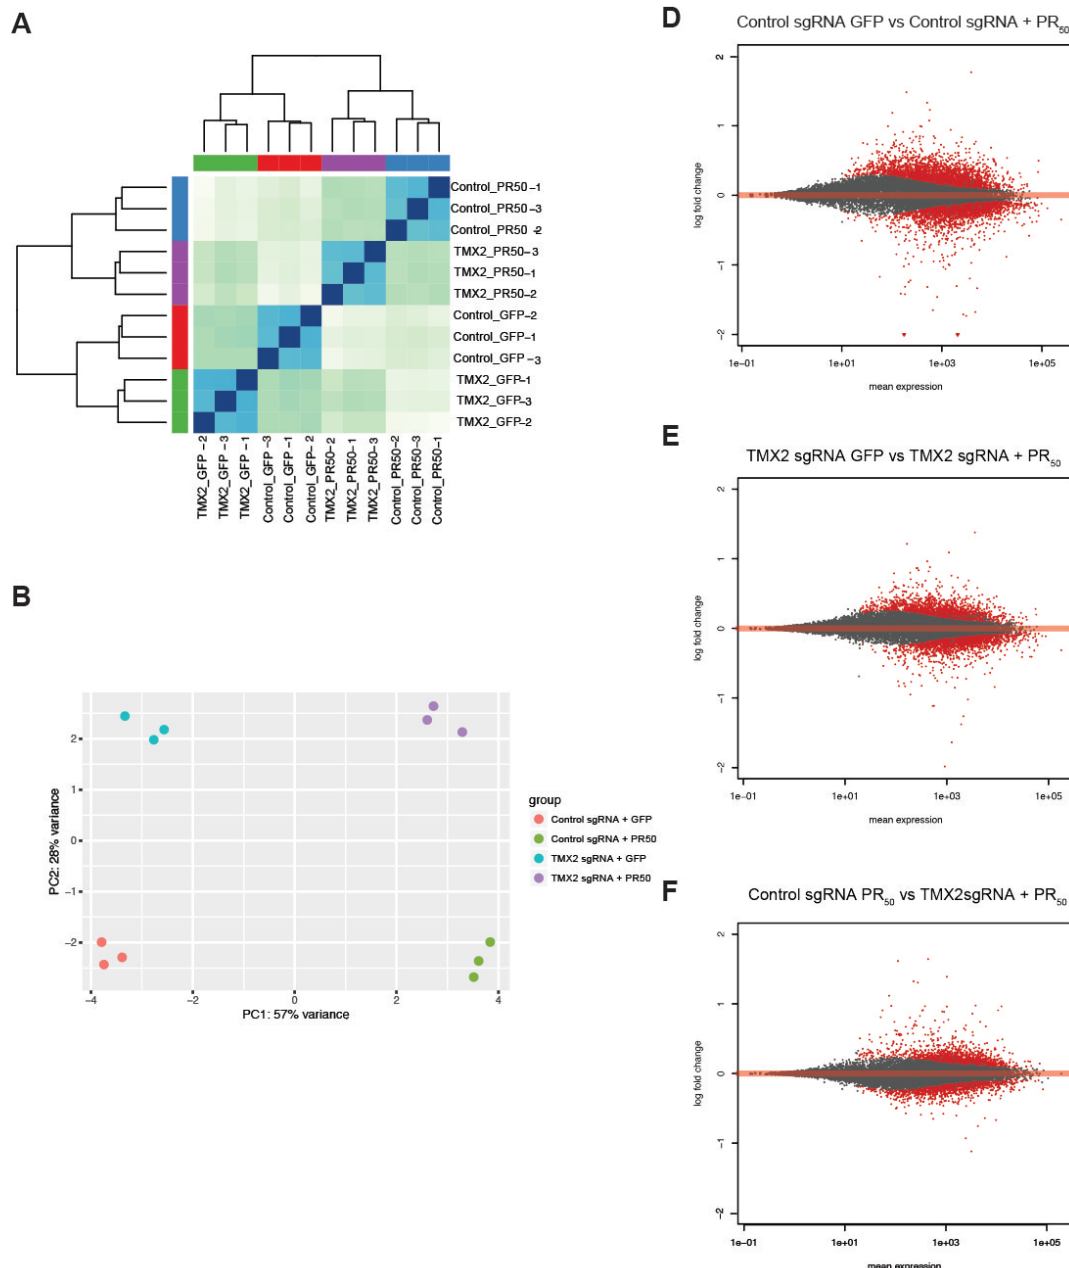 A
Control_PR50-1
Control_PR50-3
Control_PR50-2
TMX2_PR50-3
TMX2_PR50-1
TMX2_PR50-2
Control_GFP-2
Control_GFP-1
Control_GFP-3
TMX2_GFP-1
TMX2_GFP-3
TMX2_GFP-2
TMX2_GFP-2
TMX2_GFP-3
TMX2_GFP-1
Control_GFP-3
Control_GFP-1
Control_GFP-2
TMX2_PR50-2
TMX2_PR50-1
TMX2_PR50-3
Control_PR50-2
Control_PR50-3
Control_PR50-1
B
PC2: 28% variance
2
1
0
−1
−2
−4
−2
0
2
4
PC1: 57% variance
group
Control sgRNA + GFP
Control sgRNA + PR50
TMX2 sgRNA + GFP
TMX2 sgRNA + PR50
D
Control sgRNA GFP vs Control sgRNA + PR50
log fold change
2
1
0
−1
−2
1e−01
1e+01
1e+03
1e+05
mean expression
E
TMX2 sgRNA GFP vs TMX2 sgRNA + PR50
log fold change
2
1
0
−1
−2
1e−01
1e+01
1e+03
1e+05
mean expression
F
Control sgRNA PR50 vs TMX2sgRNA + PR50
log fold change
2
1
0
−1
−2
1e−01
1e+01
1e+03
1e+05
mean expression